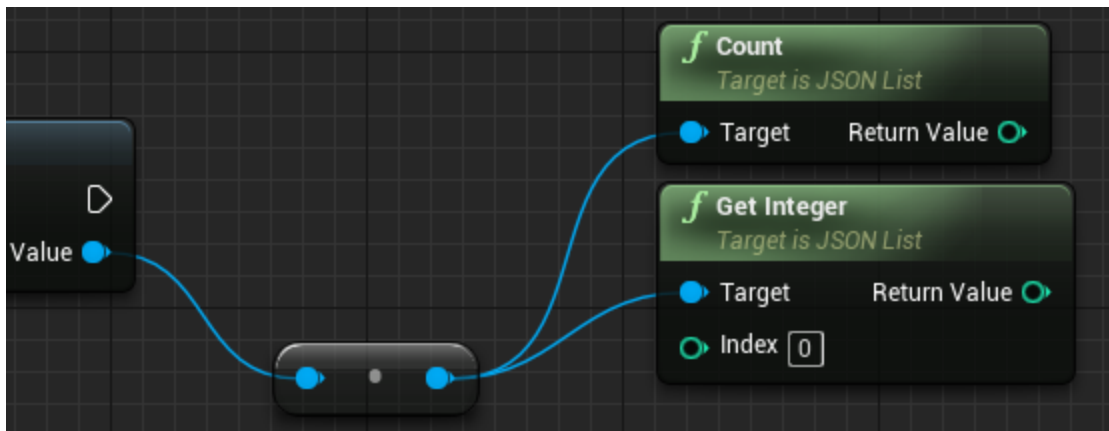 Value
f Count
Target is JSON List
Target Return Value
f Get Integer
Target is JSON List
Target Return Value
Index 0